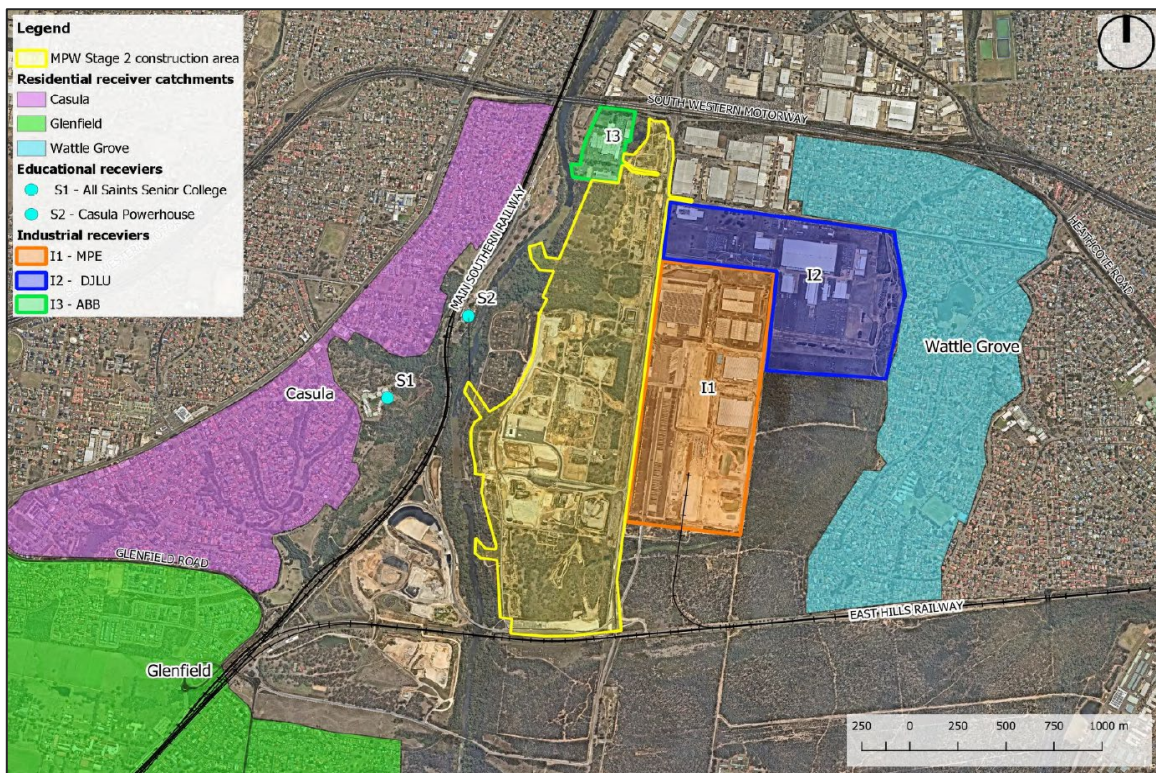 Legend
MPW Stage 2 construction area
Residential receiver catchments
Casula
Glenfield
Wattle Grove
Educational receviers
S1 - All Saints Senior College
S2 - Casula Powerhouse
Industrial receviers
I1 - MPE
I2 - DJLU
I3 - ABB
SOUTH WESTERN MOTORWAY
I3
MAIN SOUTHERN RAILWAY
HEATHCOVE ROAD
I2
S2
Wattle Grove
Casula
S1
I1
GLENFIELD ROAD
EAST HILLS RAILWAY
Glenfield
250 0 250 500 750 1000 m